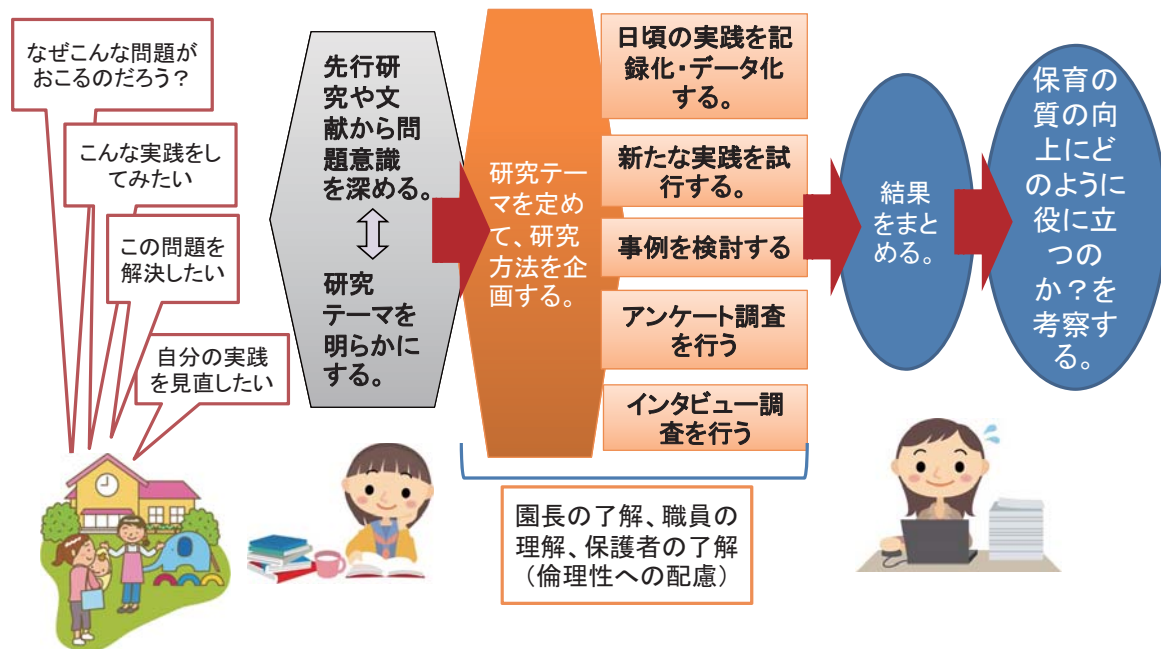 なぜこんな問題が
おこるのだろう？
こんな実践をし
てみたい
この問題を
解決したい
自分の実践
を見直したい
先行研
究や文
献から問
題意識
を深める。
研究
テーマを
明らかに
する。
研究テー
マを定め
て、研究
方法を企
画する。
日頃の実践を記
録化・データ化
する。
新たな実践を試
行する。
事例を検討する
アンケート調査
を行う
インタビュー調
査を行う
園長の了解、職員の
理解、保護者の了解
（倫理性への配慮）
結果
をまと
める。
保育の
質の向
上にど
のように
役に立
つの
か？を
考察す
る。